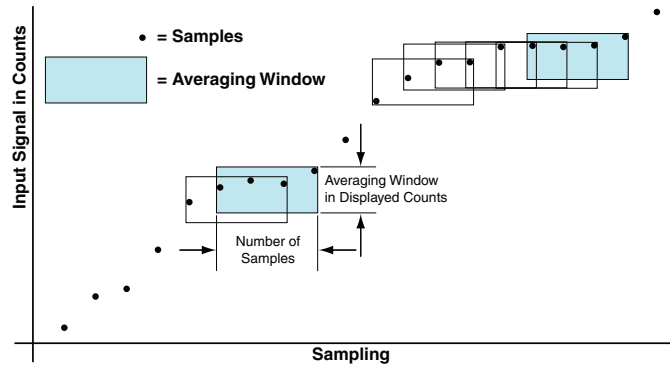 Input Signal in Counts
= Samples
= Averaging Window
Averaging Window
in Displayed Counts
Number of
Samples
Sampling